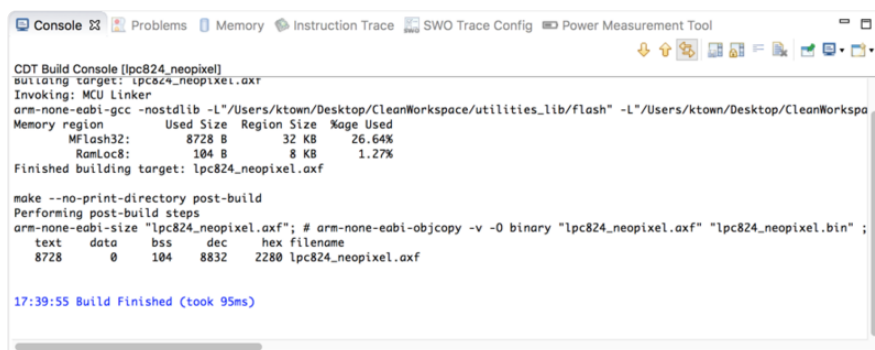 Console Problems Memory Instruction Trace SWO Trace Config Power Measurement Tool
CDT Build Console [lpc824_neopixel]
Building target: lpc824_neopixel.axf
Invoking: MCU Linker
arm-none-eabi-gcc -nostdlib -L"/Users/ktown/Desktop/CleanWorkspace/utilities_lib/flash" -L"/Users/ktown/Desktop/CleanWorkspa
Memory region Used Size Region Size %age Used
MFlash32: 8728 B 32 KB 26.64%
RamLoc8: 104 B 8 KB 1.27%
Finished building target: lpc824_neopixel.axf
make --no-print-directory post-build
Performing post-build steps
arm-none-eabi-size "lpc824_neopixel.axf"; # arm-none-eabi-objcopy -v -O binary "lpc824_neopixel.axf" "lpc824_neopixel.bin" ;
text data bss dec hex filename
8728 0 104 8832 2280 lpc824_neopixel.axf
17:39:55 Build Finished (took 95ms)